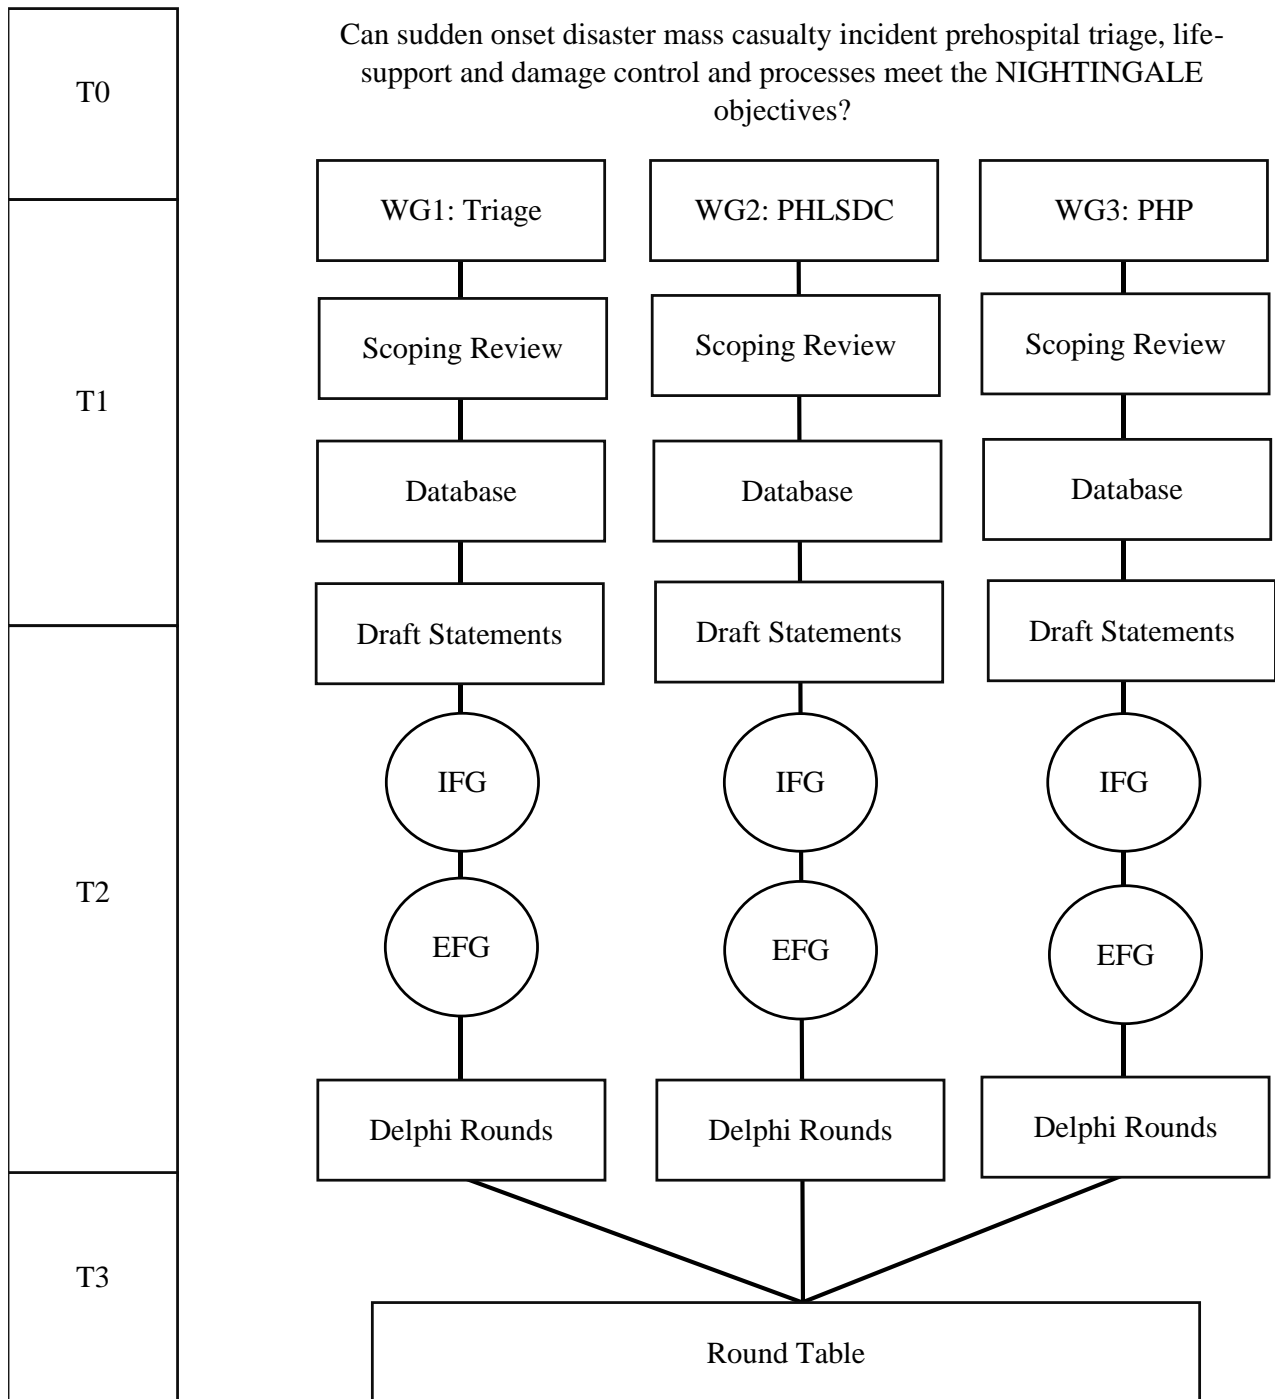 T0
Can sudden onset disaster mass casualty incident prehospital triage, life-
support and damage control and processes meet the NIGHTINGALE
objectives?
WG1: Triage
WG2: PHLSDC
WG3: PHP
T1
Scoping Review
Scoping Review
Scoping Review
Database
Database
Database
Draft Statements
Draft Statements
Draft Statements
T2
IFG
IFG
IFG
EFG
EFG
EFG
Delphi Rounds
Delphi Rounds
Delphi Rounds
T3
Round Table